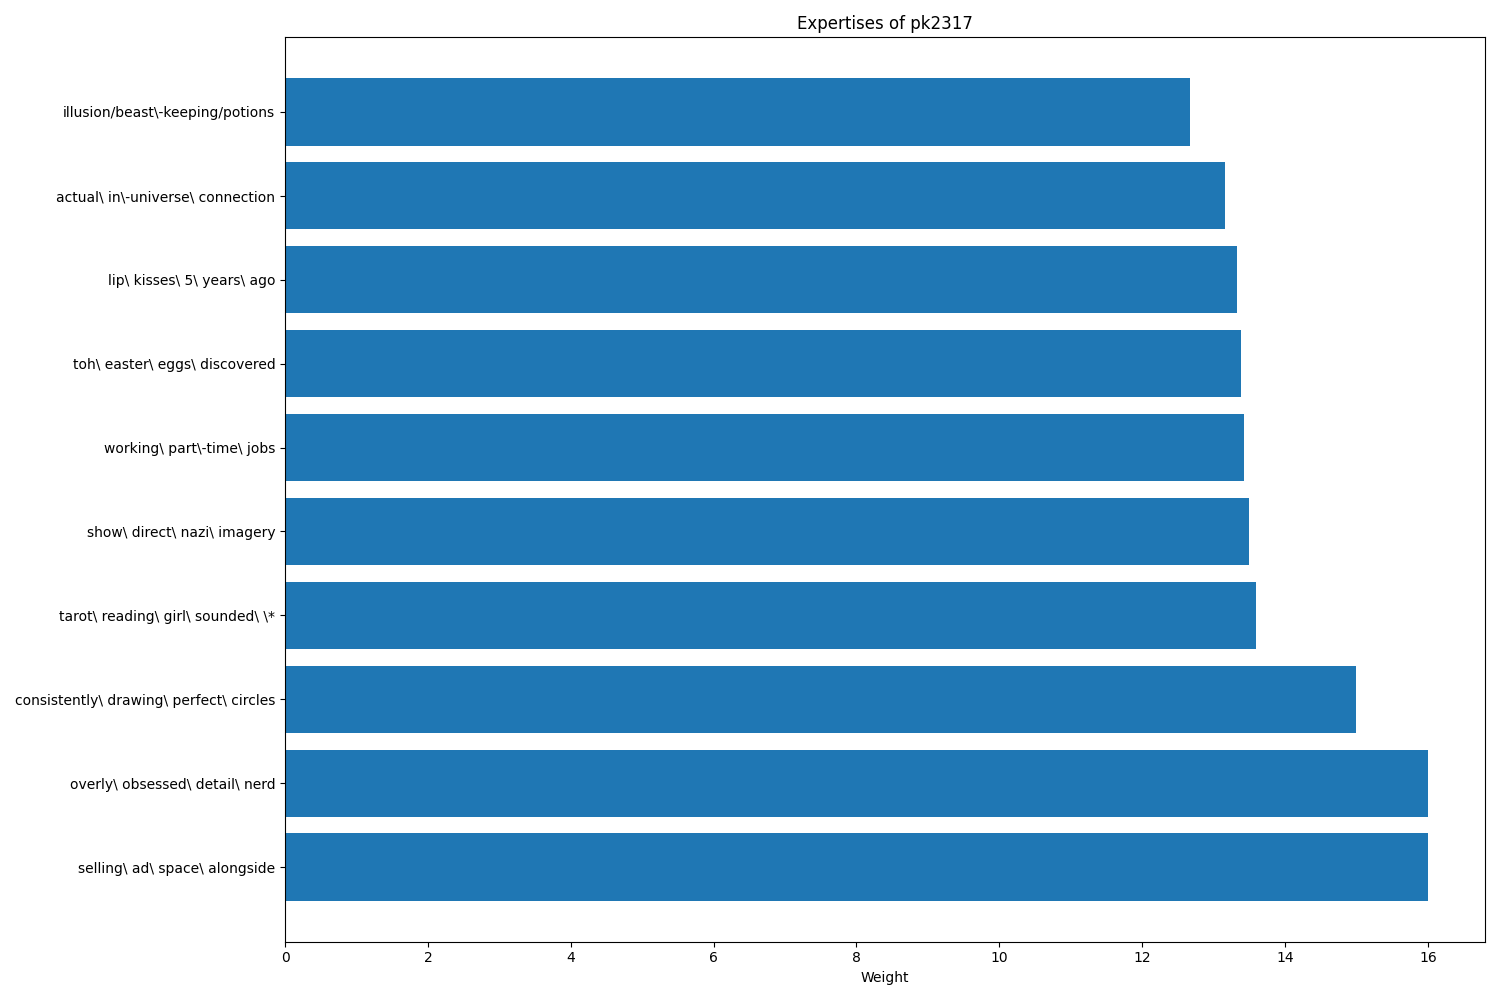 Expertises of pk2317
illusion/beast\-keeping/potions
actual\ in\-universe\ connection
lip\ kisses\ 5\ years\ ago
toh\ easter\ eggs\ discovered
working\ part\-time\ jobs
show\ direct\ nazi\ imagery
tarot\ reading\ girl\ sounded\ \*
consistently\ drawing\ perfect\ circles
overly\ obsessed\ detail\ nerd
selling\ ad\ space\ alongside
0 2 4 6 8 10 12 14 16
Weight